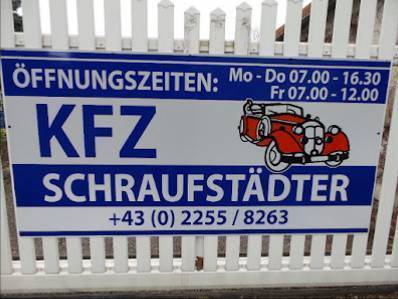 ÖFFNUNGSZEITEN: Mo - Do 07.00 - 16.30
Fr 07.00 - 12.00
KFZ
SCHRAUFSTÄDTER
+43 (0) 2255 / 8263